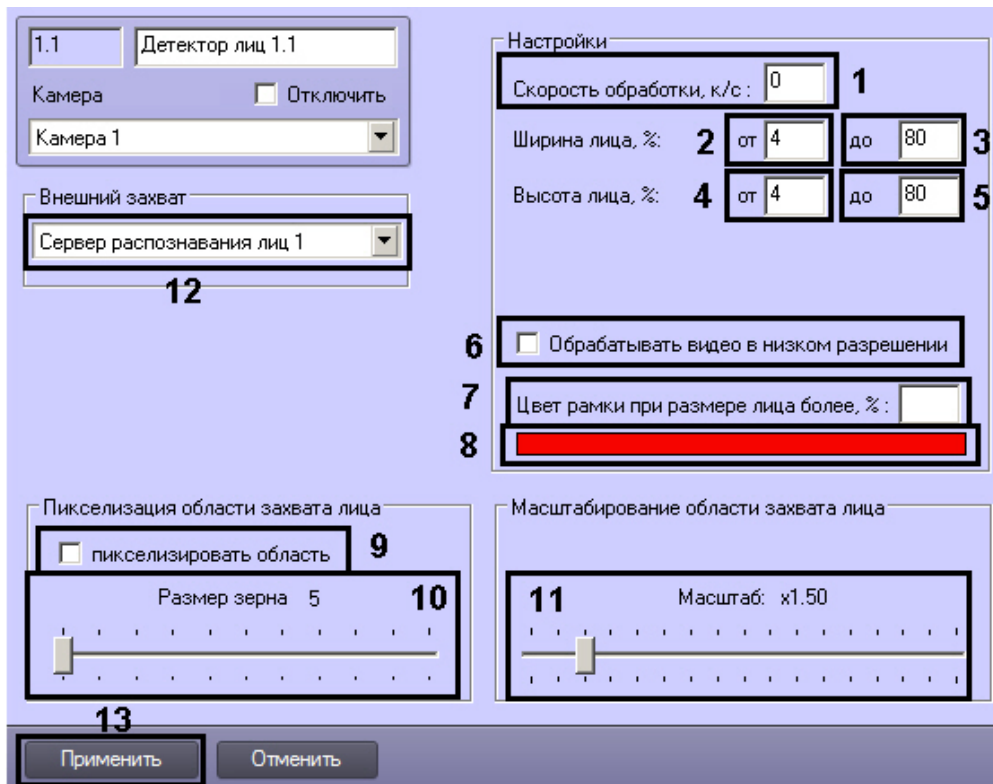 1.1 Детектор лиц 1.1
Камера Отключить
Камера 1
Внешний захват
Сервер распознавания лиц 1
12
Настройки
Скорость обработки, к/с : 0 1
Ширина лица, %: 2 от 4 до 80 3
Высота лица, %: 4 от 4 до 80 5
6 Обрабатывать видео в низком разрешении
7 Цвет рамки при размере лица более, % :
8
Пикселизация области захвата лица
пикселизировать область 9
Размер зерна 5 10
Масштабирование области захвата лица
11 Масштаб: x1.50
13
Применить Отменить